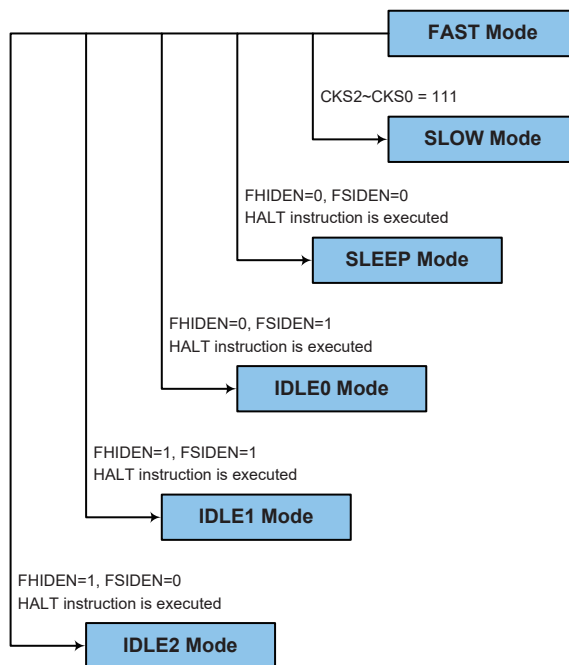 FAST Mode
CKS2~CKS0 = 111
SLOW Mode
FHIDEN=0, FSIDEN=0
HALT instruction is executed
SLEEP Mode
FHIDEN=0, FSIDEN=1
HALT instruction is executed
IDLE0 Mode
FHIDEN=1, FSIDEN=1
HALT instruction is executed
IDLE1 Mode
FHIDEN=1, FSIDEN=0
HALT instruction is executed
IDLE2 Mode